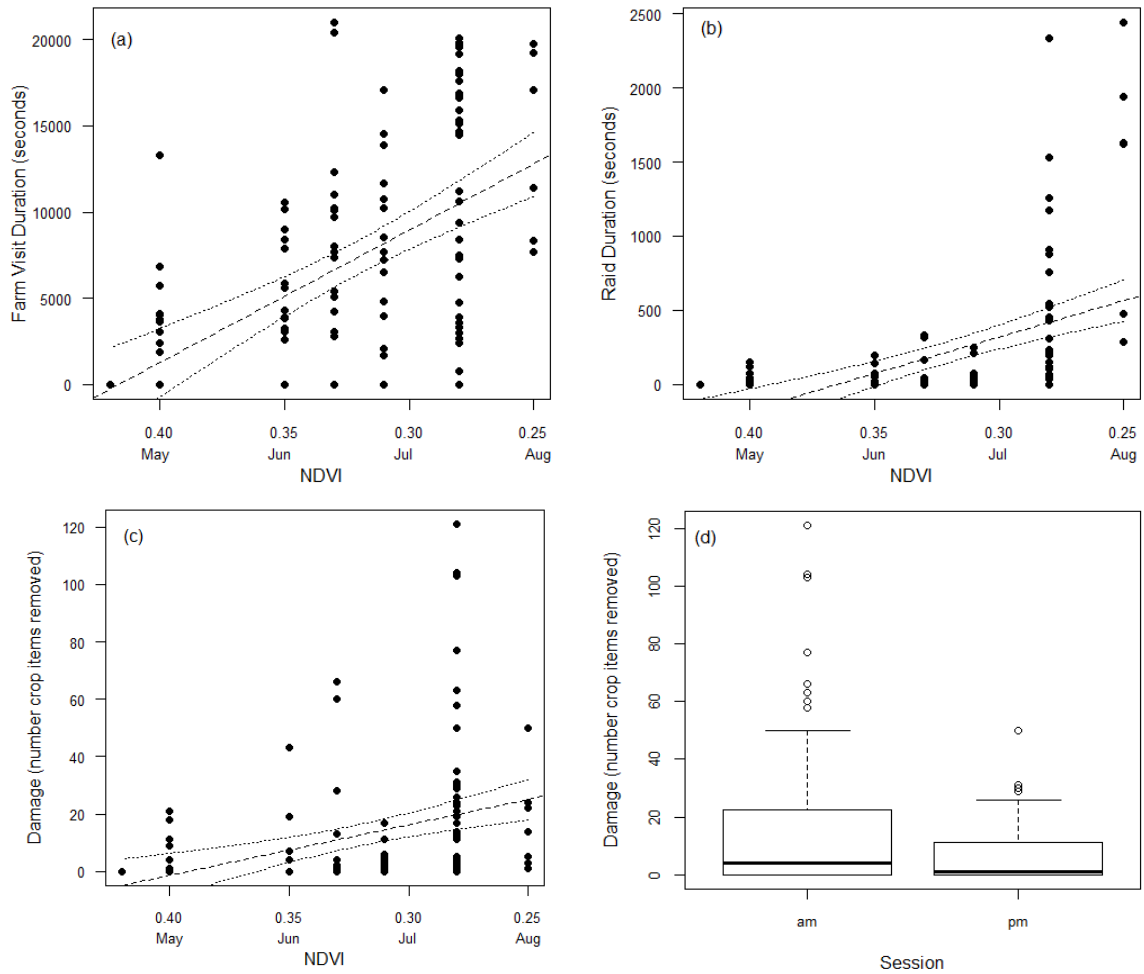 (a)
Farm Visit Duration (seconds)
20000
15000
10000
5000
0
0.40 0.35 0.30 0.25
May Jun Jul Aug
NDVI
(b)
Raid Duration (seconds)
2500
2000
1500
1000
500
0
0.40 0.35 0.30 0.25
May Jun Jul Aug
NDVI
(c)
Damage (number crop items removed)
120
100
80
60
40
20
0
0.40 0.35 0.30 0.25
May Jun Jul Aug
NDVI
(d)
Damage (number crop items removed)
120
100
80
60
40
20
0
am pm
Session